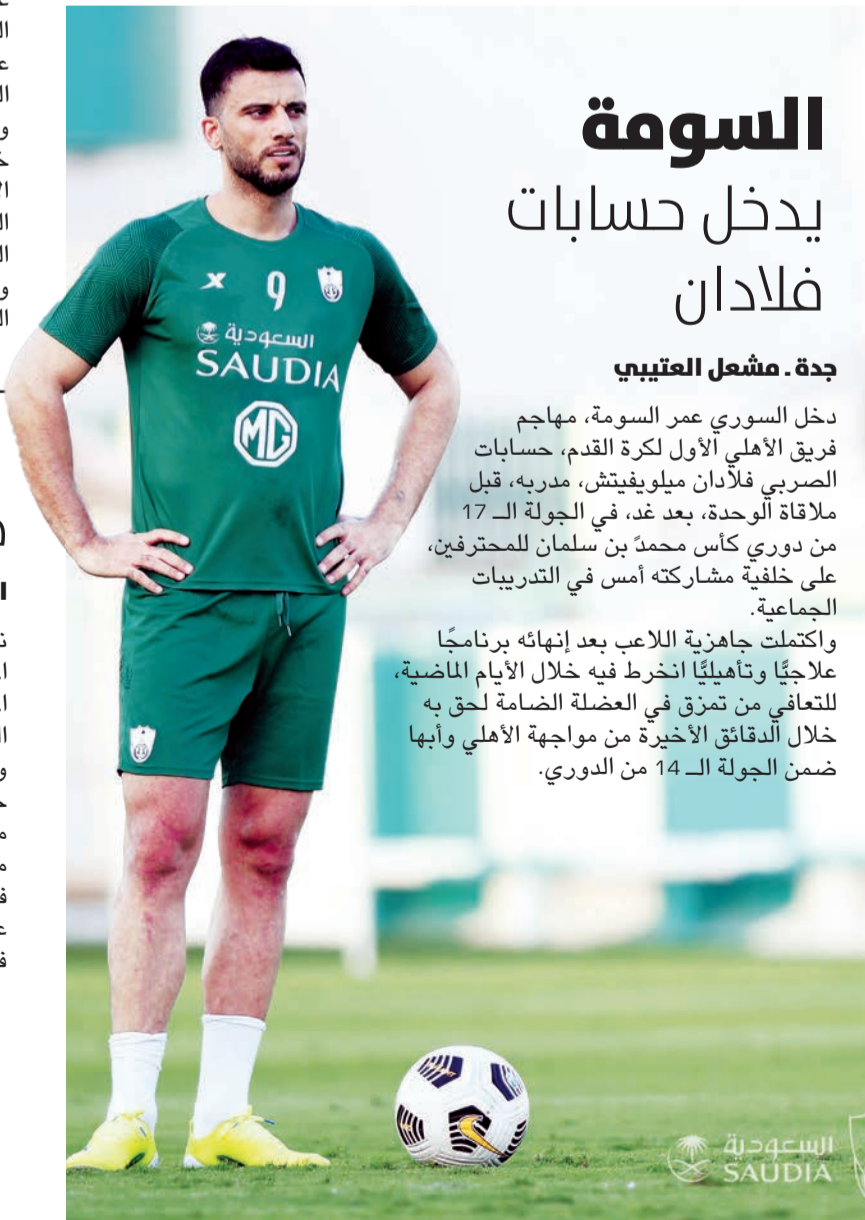 السومة
يدخل حسابات
فلادان
جدة ـ مشعل العتيبي
دخل السوري عمر السومة، مهاجم
فريق الأهلي الأول لكرة القدم، حسابات
الصربي فلادان ميلوفيتش، مدربه، قبل
ملاقاة الوحدة، بعد غد، في الجولة الــ 17
من دوري كأس محمد بن سلمان للمحترفين،
على خلفية مشاركته أمس في التدريبات
الجماعية.
واكتملت جاهزية اللاعب بعد إنهائه برنامجًا
علاجيًّا وتأهيليًّا انخرط فيه خلال الأيام الماضية،
للتعافي من تمزق في العضلة الضامة لحق به
خلال الدقائق الأخيرة من مواجهة الأهلي وأبها
ضمن الجولة الــ 14 من الدوري.
9
السعودية
SAUDIA
MG
السعودية
SAUDIA